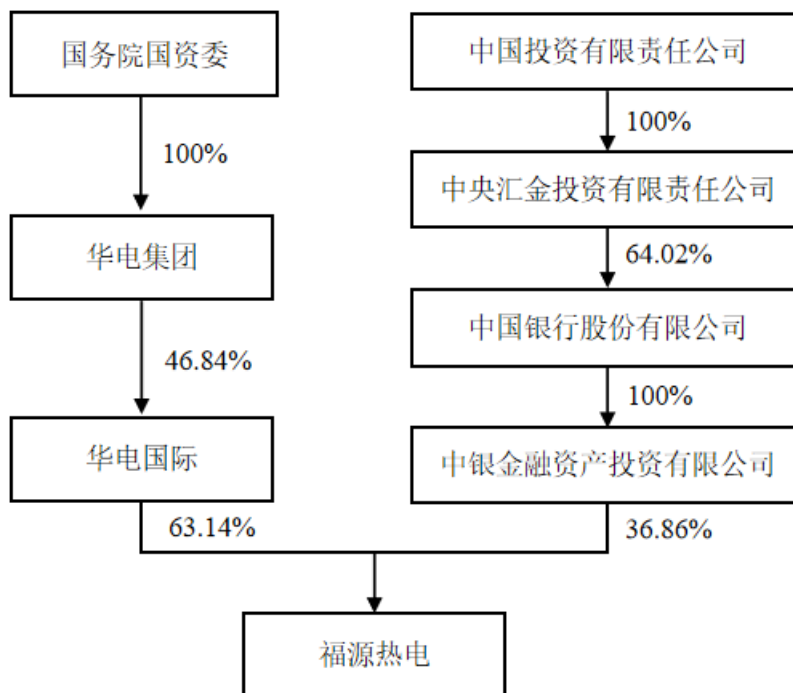 国务院国资委
中国投资有限责任公司
100%
100%
中央汇金投资有限责任公司
华电集团
64.02%
中国银行股份有限公司
46.84%
100%
华电国际
中银金融资产投资有限公司
63.14%
36.86%
福源热电